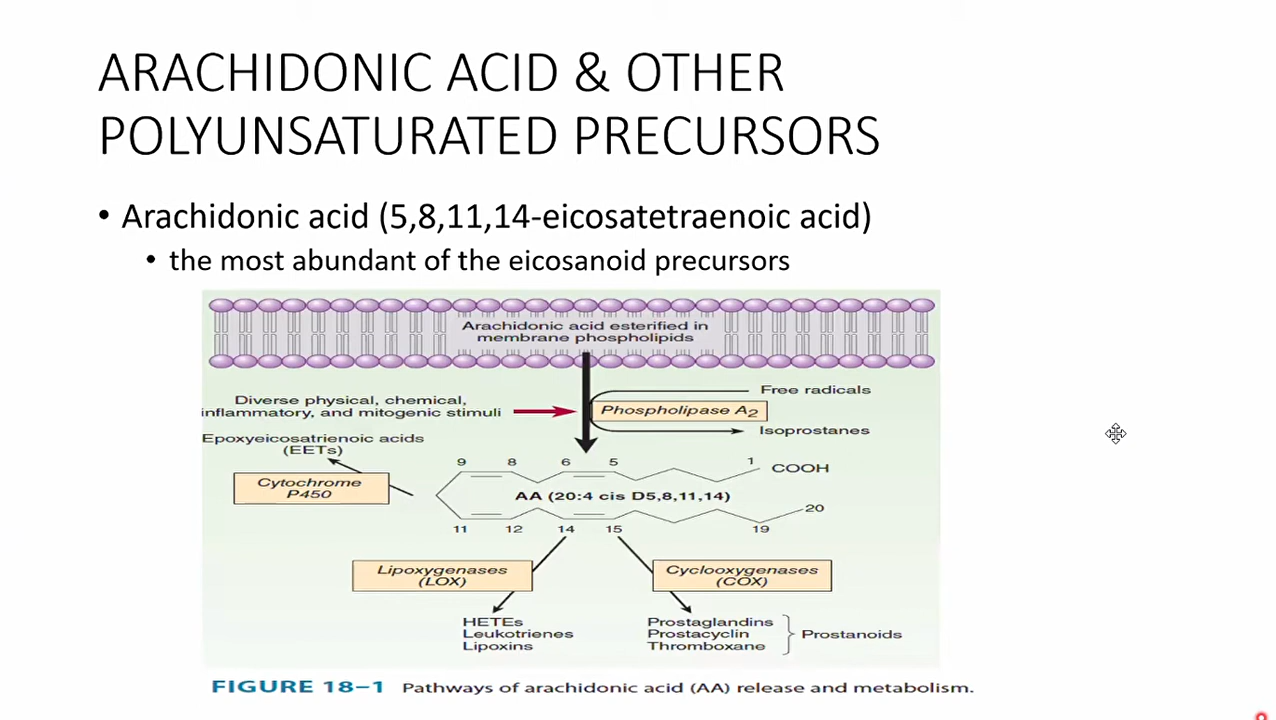 ARACHIDONIC ACID & OTHER
POLYUNSATURATED PRECURSORS
• Arachidonic acid (5,8,11,14-eicosatetraenoic acid)
• the most abundant of the eicosanoid precursors
Arachidonic acid esterified in
membrane phospholipids
Diverse physical, chemical,
inflammatory, and mitogenic stimuli
Free radicals
Phospholipase A2
Isoprostanes
Epoxyeicosatrienoic acids
(EETs)
Cytochrome
P450
9 8 6 5 1 COOH
AA (20:4 cis D5,8,11,14)
20
11 12 14 15 19
Lipoxygenases
(LOX)
Cyclooxygenases
(COX)
HETEs
Leukotrienes
Lipoxins
Prostaglandins
Prostacyclin
Thromboxane
Prostanoids
FIGURE 18–1 Pathways of arachidonic acid (AA) release and metabolism.